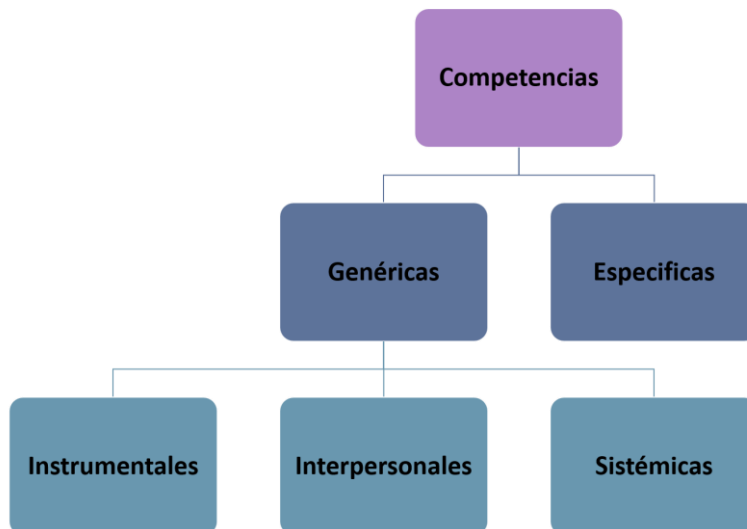 Competencias
Genéricas
Especificas
Instrumentales
Interpersonales
Sistémicas